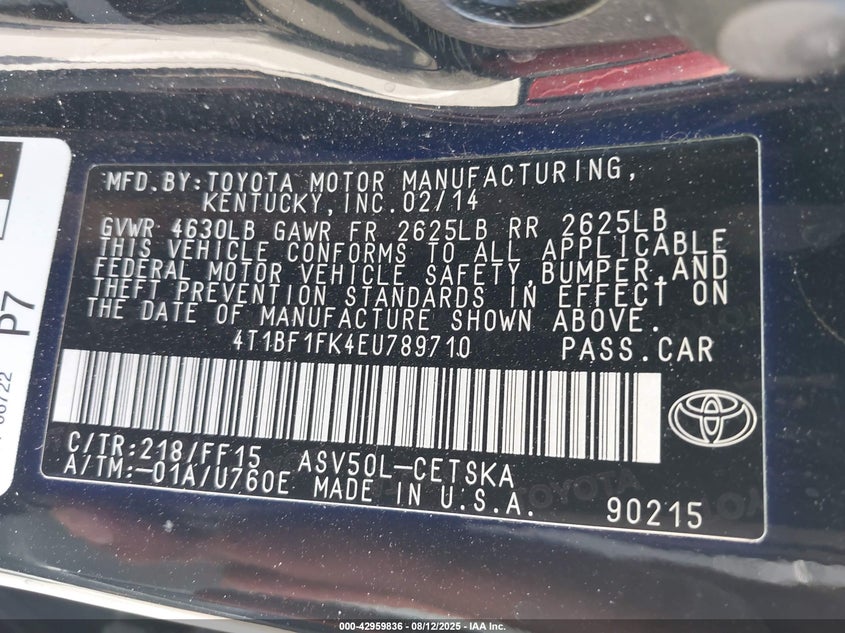 MFD.BY:TOYOTA MOTOR MANUFACTURING,
KENTUCKY,INC.02/14
GVWR 4630LB GAWR FR 2625LB RR 2625LB
THIS VEHICLE CONFORMS TO ALL APPLICABLE
FEDERAL MOTOR VEHICLE SAFETY,BUMPER,AND
THEFT PREVENTION STANDARDS IN EFFECT ON
THE DATE OF MANUFACTURE SHOWN ABOVE.
4T1BF1FK4EU789710 PASS.CAR
C/TR:218/FF15 ASV50L-CETSKA
A/TM:-01A/U760E MADE IN U.S.A.
90215
TOYOTA
P7
000-42959836 - 08/12/2025 - IAA Inc.